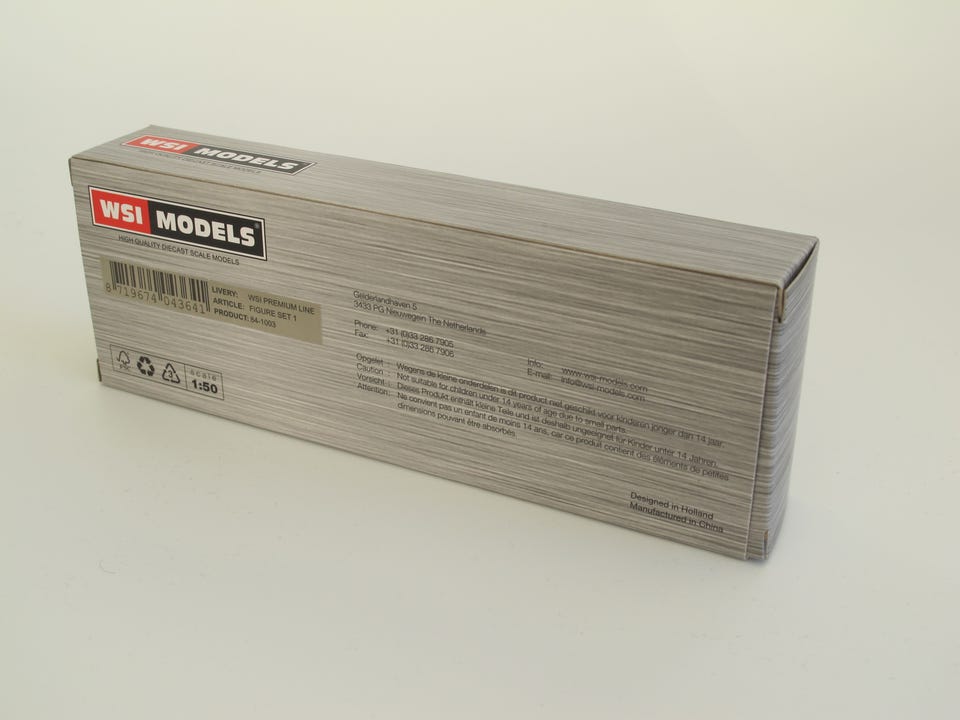 WSI MODELS
HIGH QUALITY DIECAST SCALE MODELS
WSI MODELS®
HIGH QUALITY DIECAST SCALE MODELS
8 719674 043641
LIVERY: WSI PREMIUM LINE
ARTICLE: FIGURE SET 1
PRODUCT: 84-1003
FSC
scale
1:50
Gelderlandhaven 5
3433 PG Nieuwegein The Netherlands
Phone: +31 (0)33 286 7905
Fax: +31 (0)33 286 7906
Info: www.wsi-models.com
E-mail: info@wsi-models.com
Opgelet : Wegens de kleine onderdelen is dit product niet geschikt voor kinderen jonger dan 14 jaar.
Caution : Not suitable for children under 14 years of age due to small parts.
Vorsicht : Dieses Produkt enthält kleine Teile und ist deshalb ungeeignet für Kinder unter 14 Jahren.
Attention : Ne convient pas un enfant de moins 14 ans, car ce produit contient des éléments de petites
dimensions pouvant être absorbés.
Designed in Holland
Manufactured in China